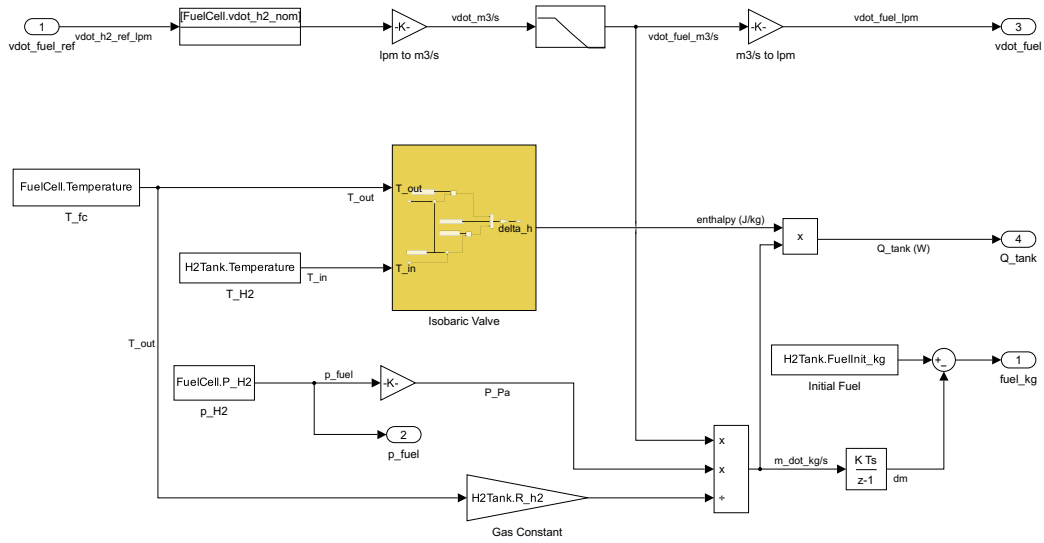 1
vdot_fuel_ref
vdot_h2_ref_lpm
[FuelCell.vdot_h2_nom]
-K-
lpm to m3/s
vdot_m3/s
vdot_fuel_m3/s
-K-
m3/s to lpm
vdot_fuel_lpm
3
vdot_fuel
FuelCell.Temperature
T_fc
T_out
T_out
delta_h
T_in
Isobaric Valve
H2Tank.Temperature
T_H2
T_in
enthalpy (J/kg)
x
Q_tank (W)
4
Q_tank
T_out
FuelCell.P_H2
p_H2
p_fuel
-K-
P_Pa
2
p_fuel
H2Tank.FuelInit_kg
Initial Fuel
+
−
1
fuel_kg
x
x
÷
m_dot_kg/s
K Ts
z-1
dm
H2Tank.R_h2
Gas Constant